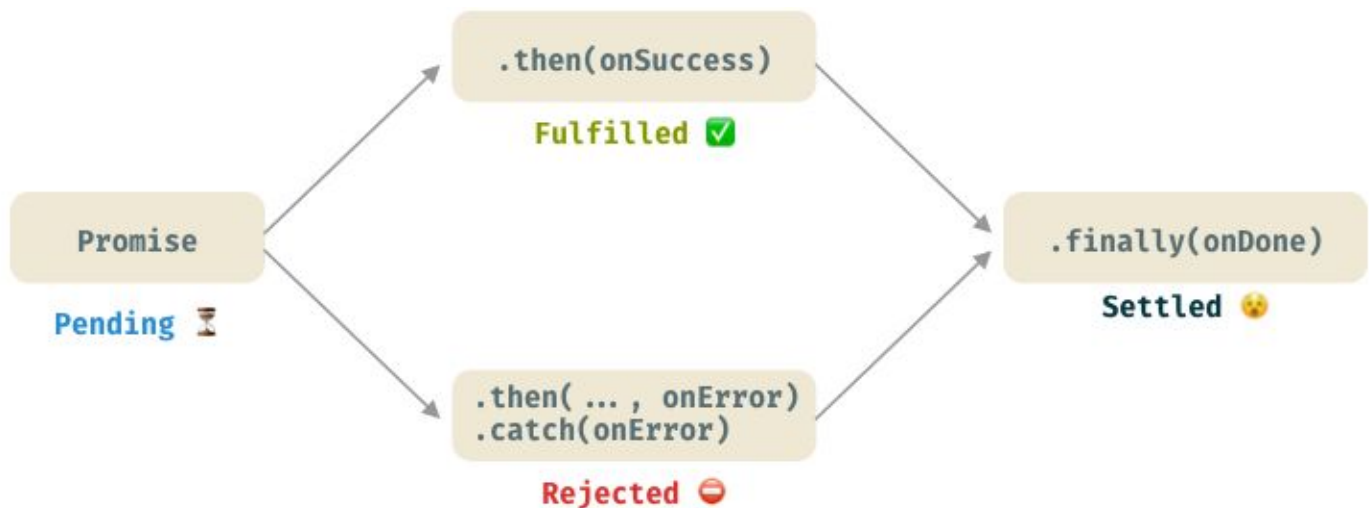 .then(onSuccess)
Fulfilled ✅
Promise
Pending ⏳
.finally(onDone)
Settled 😵
.then( ... , onError)
.catch(onError)
Rejected ⛔